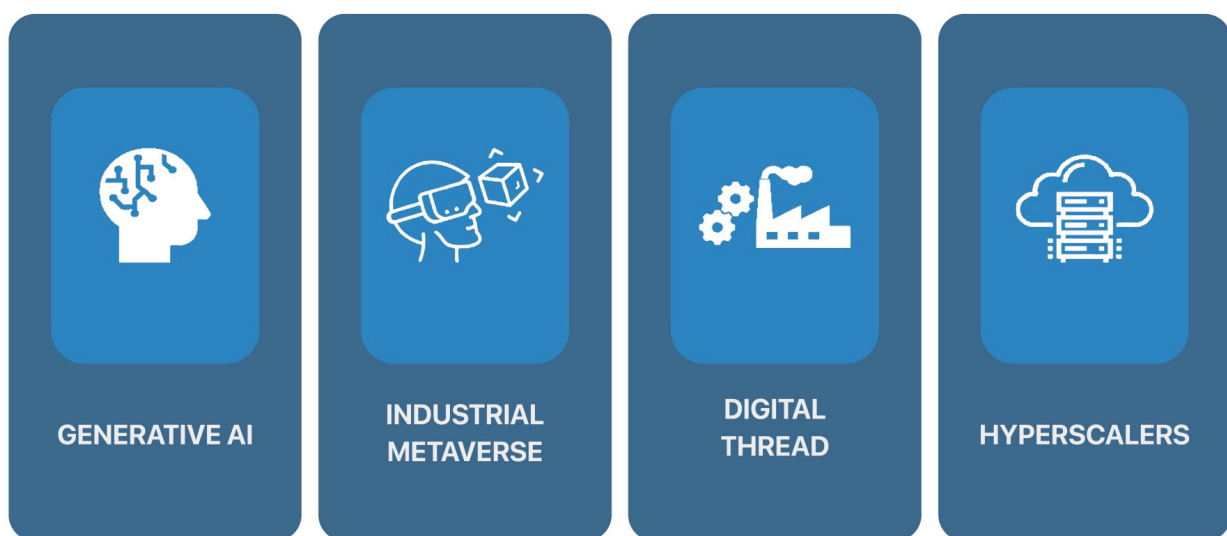 GENERATIVE AI
INDUSTRIAL
METAVERSE
DIGITAL
THREAD
HYPERSCALERS